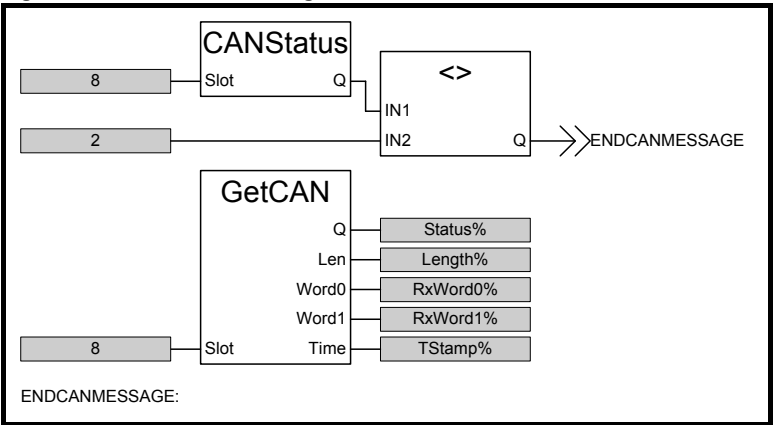 CANStatus
8 Slot Q
<>
IN1
2 IN2 Q ENDCANMESSAGE
GetCAN
Q Status%
Len Length%
Word0 RxWord0%
Word1 RxWord1%
8 Slot Time TStamp%
ENDCANMESSAGE: